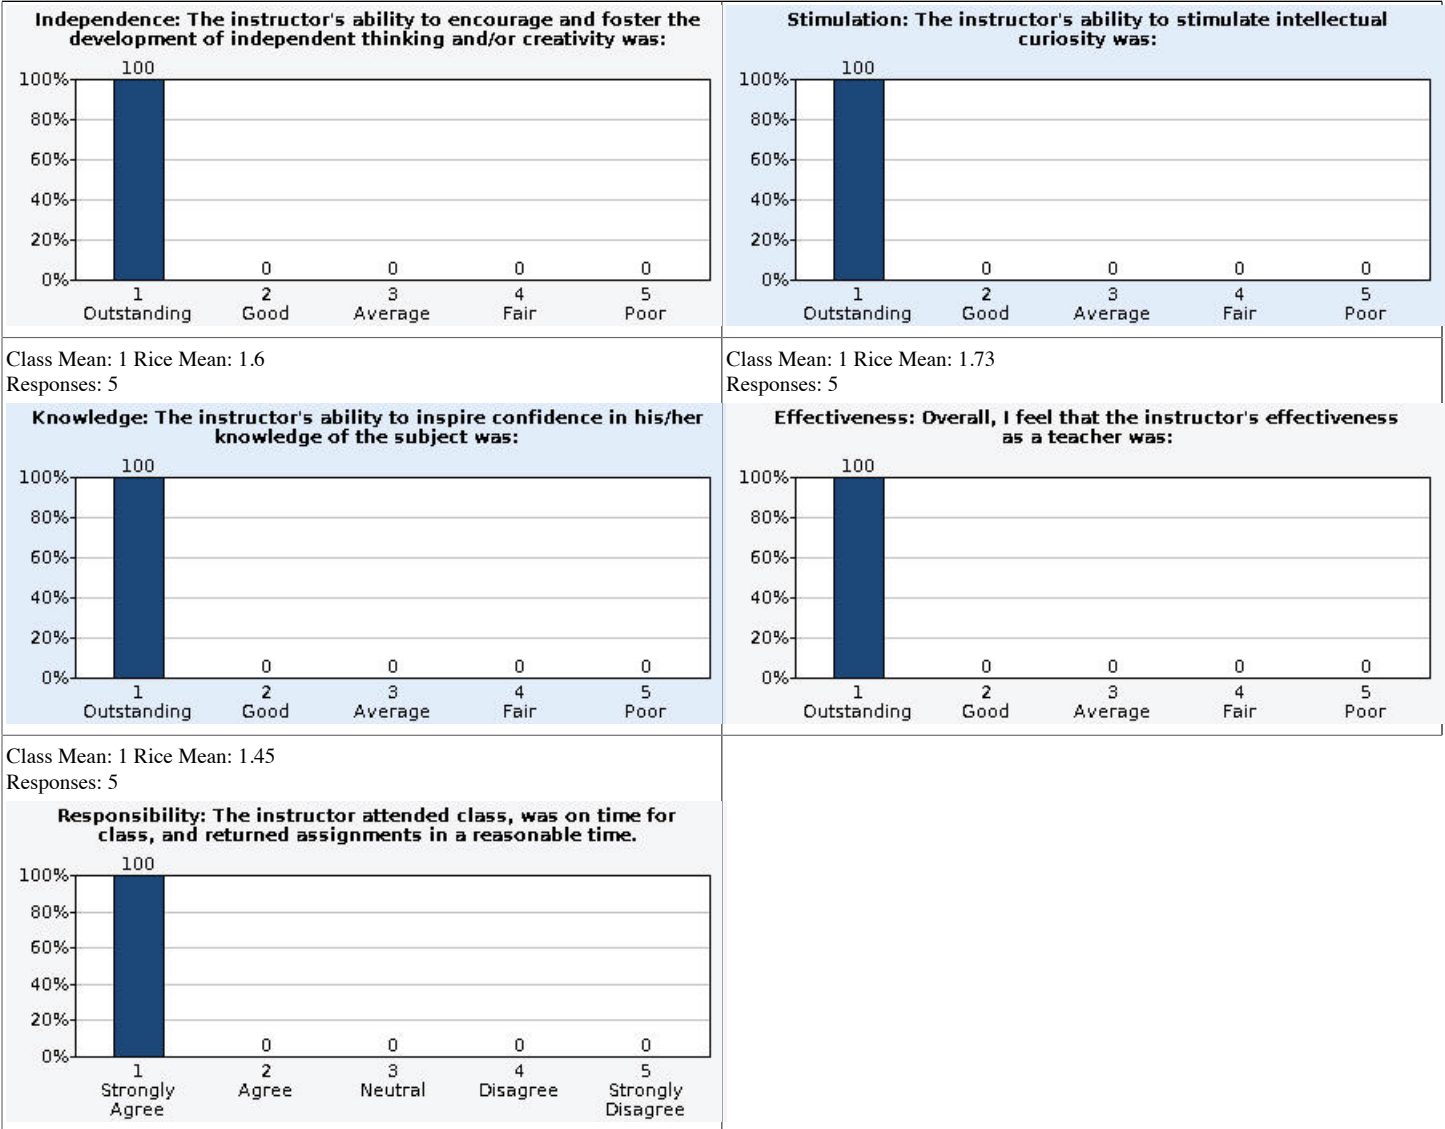 Independence: The instructor's ability to encourage and foster the
development of independent thinking and/or creativity was:
100
100%
80%
60%
40%
20%
0%
0 0 0 0
1 2 3 4 5
Outstanding Good Average Fair Poor
Stimulation: The instructor's ability to stimulate intellectual
curiosity was:
100
100%
80%
60%
40%
20%
0%
0 0 0 0
1 2 3 4 5
Outstanding Good Average Fair Poor
Class Mean: 1 Rice Mean: 1.6
Responses: 5
Class Mean: 1 Rice Mean: 1.73
Responses: 5
Knowledge: The instructor's ability to inspire confidence in his/her
knowledge of the subject was:
100
100%
80%
60%
40%
20%
0%
0 0 0 0
1 2 3 4 5
Outstanding Good Average Fair Poor
Effectiveness: Overall, I feel that the instructor's effectiveness
as a teacher was:
100
100%
80%
60%
40%
20%
0%
0 0 0 0
1 2 3 4 5
Outstanding Good Average Fair Poor
Class Mean: 1 Rice Mean: 1.45
Responses: 5
Responsibility: The instructor attended class, was on time for
class, and returned assignments in a reasonable time.
100
100%
80%
60%
40%
20%
0%
0 0 0 0
1 2 3 4 5
Strongly Agree Neutral Disagree Strongly
Agree Disagree